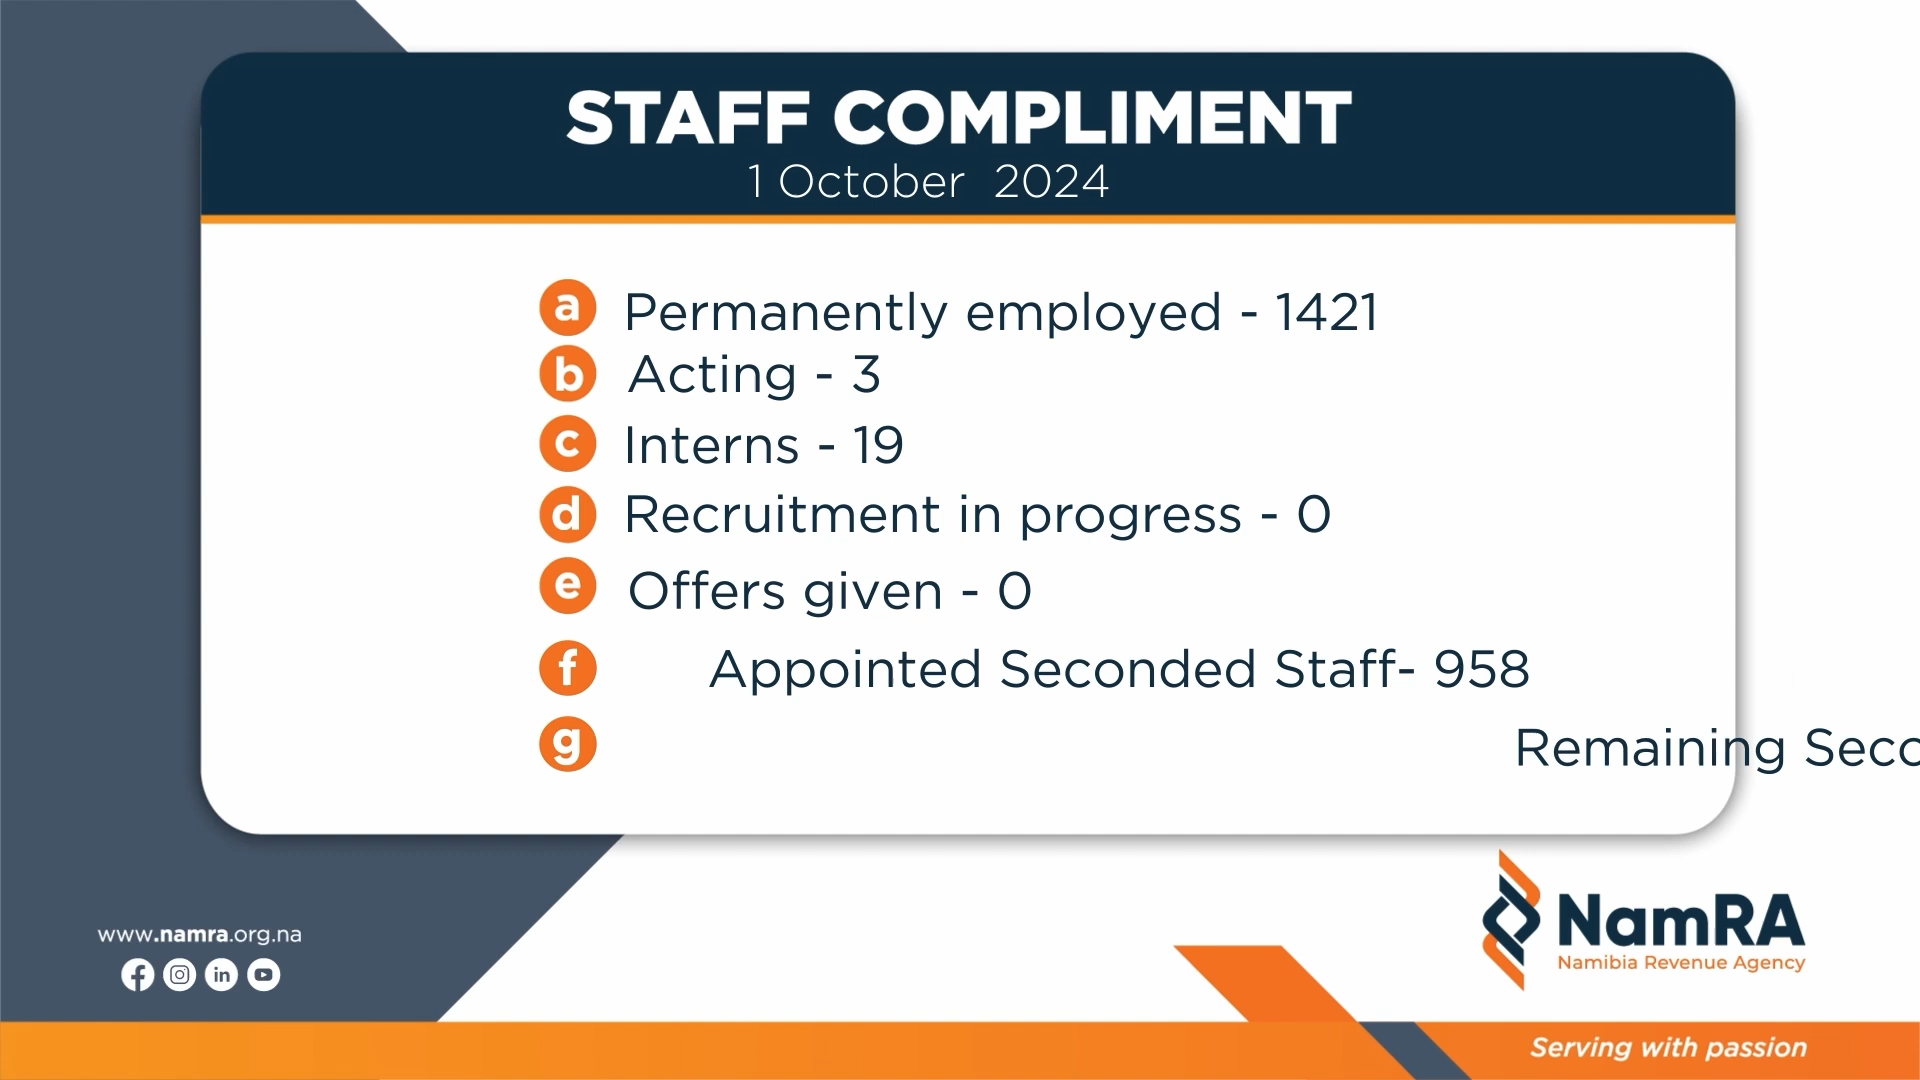 STAFF COMPLIMENT
1 October 2024
a Permanently employed - 1421
b Acting - 3
c Interns - 19
d Recruitment in progress - 0
e Offers given - 0
f Appointed Seconded Staff- 958
g Remaining
www.namra.org.na
NamRA
Namibia Revenue Agency
Serving with passion